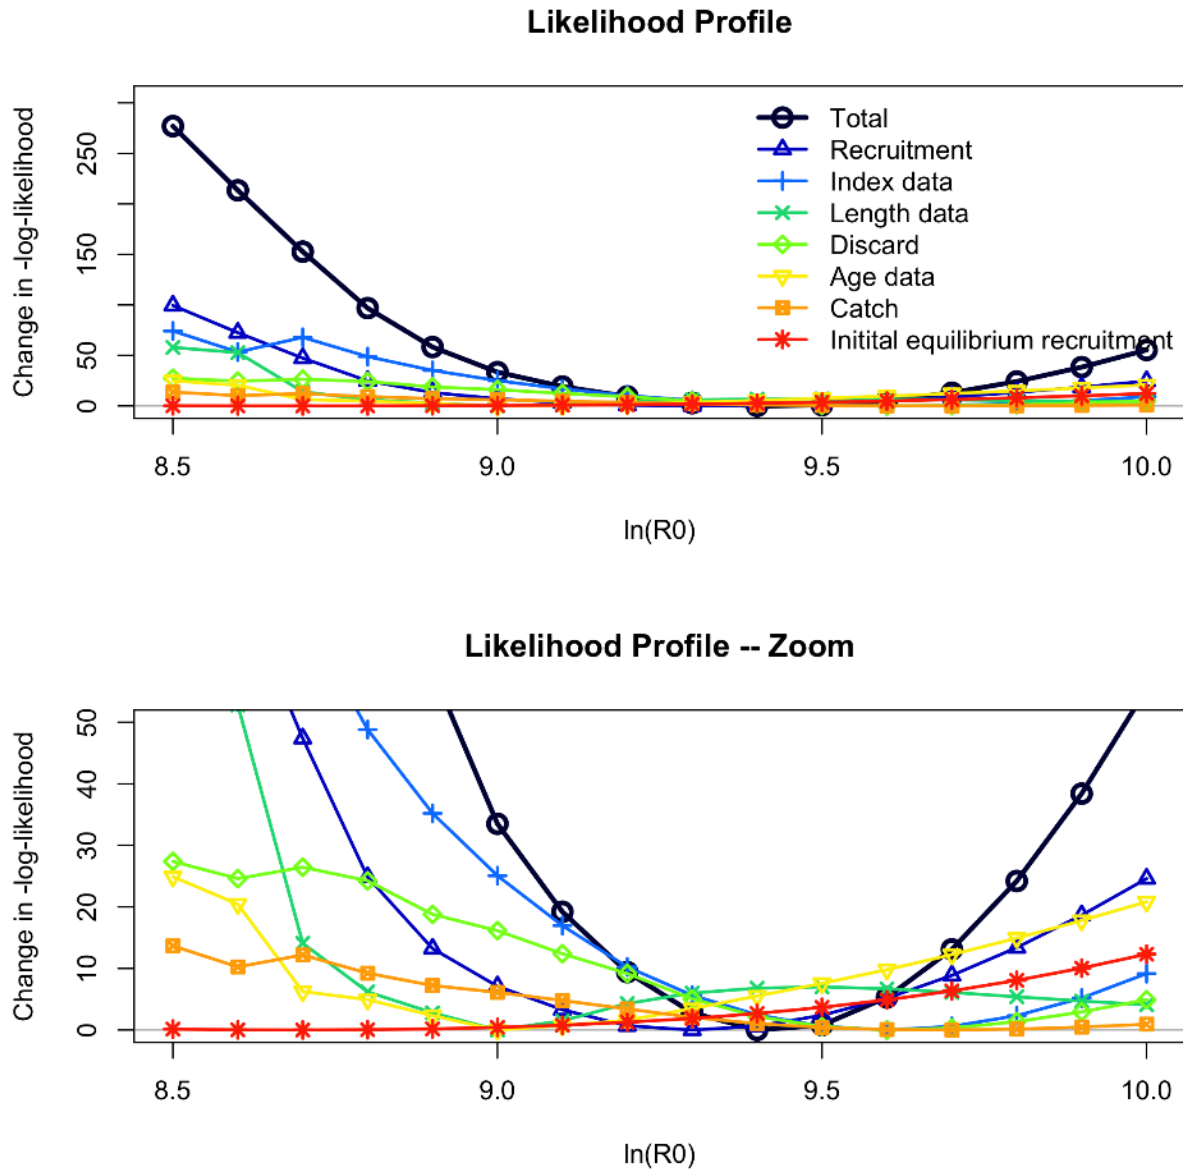 Likelihood Profile
Change in -log-likelihood
250
150
50
0
Total
Recruitment
Index data
Length data
Discard
Age data
Catch
Initital equilibrium recruitment
8.5 9.0 9.5 10.0
ln(R0)
Likelihood Profile -- Zoom
Change in -log-likelihood
50
40
30
20
10
0
8.5 9.0 9.5 10.0
ln(R0)